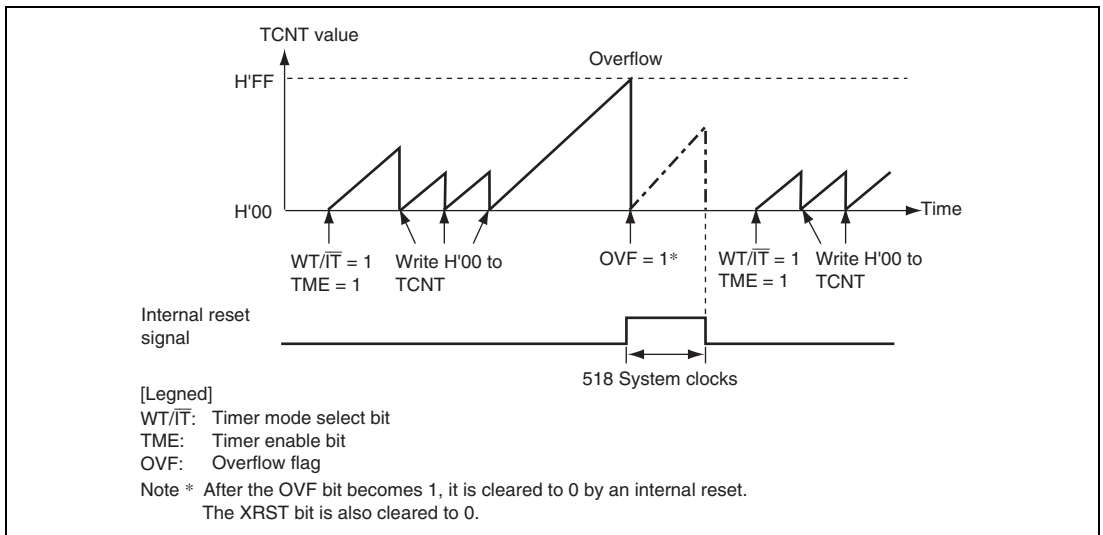 TCNT value
Overflow
H'FF
H'00
Time
WT/IT = 1
TME = 1
Write H'00 to
TCNT
OVF = 1*
WT/IT = 1
TME = 1
Write H'00 to
TCNT
Internal reset
signal
518 System clocks
[Legned]
WT/IT: Timer mode select bit
TME: Timer enable bit
OVF: Overflow flag
Note * After the OVF bit becomes 1, it is cleared to 0 by an internal reset.
The XRST bit is also cleared to 0.